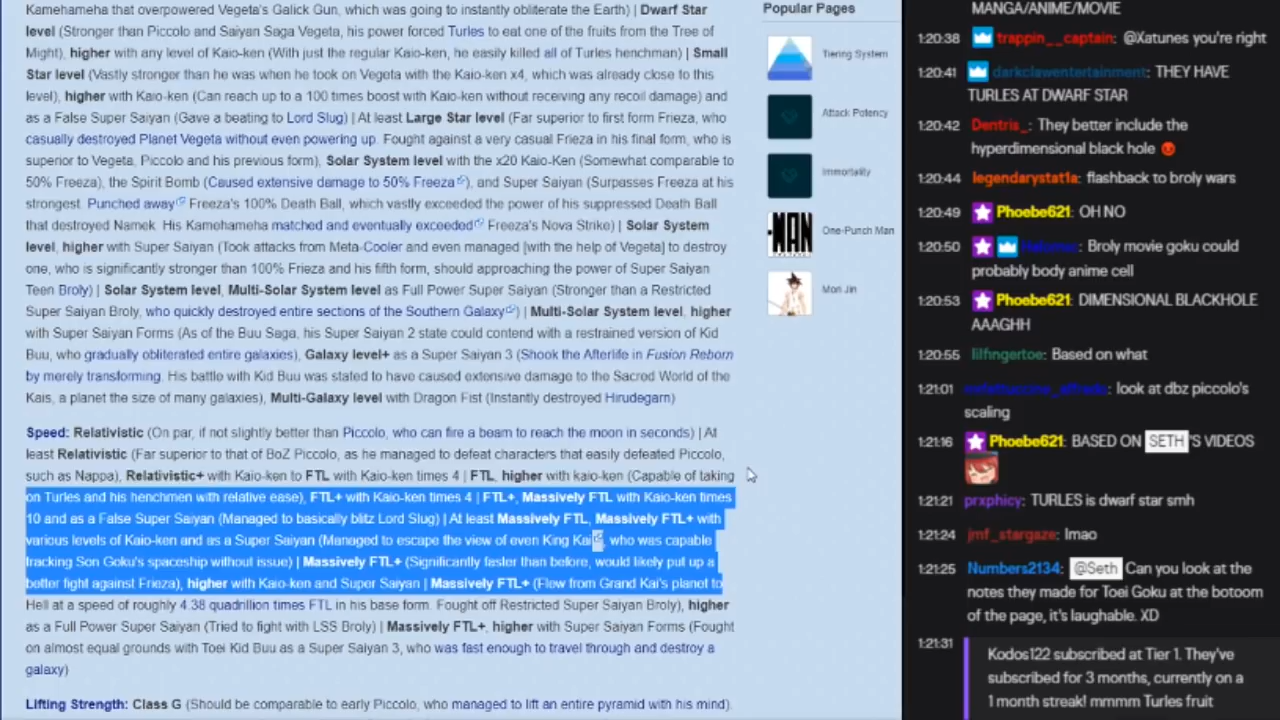 Kamehameha that overpowered Vegeta's Galick Gun, which was going to instantly obliterate the Earth) | Dwarf Star
level (Stronger than Piccolo and Saiyan Saga Vegeta, his power forced Turles to eat one of the fruits from the Tree of
Might), higher with any level of Kaio-ken (With just the regular Kaio-ken, he easily killed all of Turles henchman) | Small
Star level (Vastly stronger than he was when he took on Vegeta with the Kaio-ken x4, which was already close to this
level), higher with Kaio-ken (Can reach up to a 100 times boost with Kaio-ken without receiving any recoil damage) and
as a False Super Saiyan (Gave a beating to Lord Slug) | At least Large Star level (Far superior to first form Frieza, who
casually destroyed Planet Vegeta without even powering up. Fought against a very casual Frieza in his final form, who is
superior to Vegeta, Piccolo and his previous form), Solar System level with the x20 Kaio-Ken (Somewhat comparable to
50% Freeza), the Spirit Bomb (Caused extensive damage to 50% Freeza), and Super Saiyan (Surpasses Freeza at his
strongest. Punched away Freeza's 100% Death Ball, which vastly exceeded the power of his suppressed Death Ball
that destroyed Namek. His Kamehameha matched and eventually exceeded Freeza's Nova Strike) | Solar System
level, higher with Super Saiyan (Took attacks from Meta-Cooler and even managed [with the help of Vegeta] to destroy
one, who is significantly stronger than 100% Frieza and his fifth form, should approaching the power of Super Saiyan
Teen Broly) | Solar System level, Multi-Solar System level as Full Power Super Saiyan (Stronger than a Restricted
Super Saiyan Broly, who quickly destroyed entire sections of the Southern Galaxy) | Multi-Solar System level, higher
with Super Saiyan Forms (As of the Buu Saga, his Super Saiyan 2 state could contend with a restrained version of Kid
Buu, who gradually obliterated entire galaxies), Galaxy level+ as a Super Saiyan 3 (Shook the Afterlife in Fusion Reborn
by merely transforming. His battle with Kid Buu was stated to have caused extensive damage to the Sacred World of the
Kais, a planet the size of many galaxies), Multi-Galaxy level with Dragon Fist (Instantly destroyed Hirudegarn)
Speed: Relativistic (On par, if not slightly better than Piccolo, who can fire a beam to reach the moon in seconds) | At
least Relativistic (Far superior to that of BoZ Piccolo, as he managed to defeat characters that easily defeated Piccolo,
such as Nappa), Relativistic+ with Kaio-ken to FTL with Kaio-ken times 4 | FTL, higher with kaio-ken (Capable of taking
on Turles and his henchmen with relative ease), FTL+ with Kaio-ken times 4 | FTL+, Massively FTL with Kaio-ken times
10 and as a False Super Saiyan (Managed to basically blitz Lord Slug) | At least Massively FTL, Massively FTL+ with
various levels of Kaio-ken and as a Super Saiyan (Managed to escape the view of even King Kai, who was capable
tracking Son Goku's spaceship without issue) | Massively FTL+ (Significantly faster than before, would likely put up a
better fight against Frieza), higher with Kaio-ken and Super Saiyan | Massively FTL+ (Flew from Grand Kai's planet to
Hell at a speed of roughly 4.38 quadrillion times FTL in his base form. Fought off Restricted Super Saiyan Broly), higher
as a Full Power Super Saiyan (Tried to fight with LSS Broly) | Massively FTL+, higher with Super Saiyan Forms (Fought
on almost equal grounds with Toei Kid Buu as a Super Saiyan 3, who was fast enough to travel through and destroy a
galaxy)
Lifting Strength: Class G (Should be comparable to early Piccolo, who managed to lift an entire pyramid with his mind).
Popular Pages
Tiering System
Attack Potency
Immortality
MAN
One-Punch Man
Mori Jin
MANGA/ANIME/MOVIE
1:20:38 trappin__captain: @Xatunes you're right
1:20:41 darkclawentertainment: THEY HAVE
TURLES AT DWARF STAR
1:20:42 Dentris_: They better include the
hyperdimensional black hole
1:20:44 legendarystat1a: flashback to broly wars
1:20:49 Phoebe621: OH NO
1:20:50 Broly movie goku could
probably body anime cell
1:20:53 Phoebe621: DIMENSIONAL BLACKHOLE
AAAGHH
1:20:55 lilfingertoe: Based on what
1:21:01 look at dbz piccolo's
scaling
1:21:16 Phoebe621: BASED ON SETH 'S VIDEOS
1:21:21 prxphicy: TURLES is dwarf star smh
1:21:24 jmf_stargaze: lmao
1:21:25 Numbers2134: @Seth Can you look at the
notes they made for Toei Goku at the botoom
of the page, it's laughable. XD
1:21:31
Kodos122 subscribed at Tier 1. They've
subscribed for 3 months, currently on a
1 month streak! mmmm Turles fruit